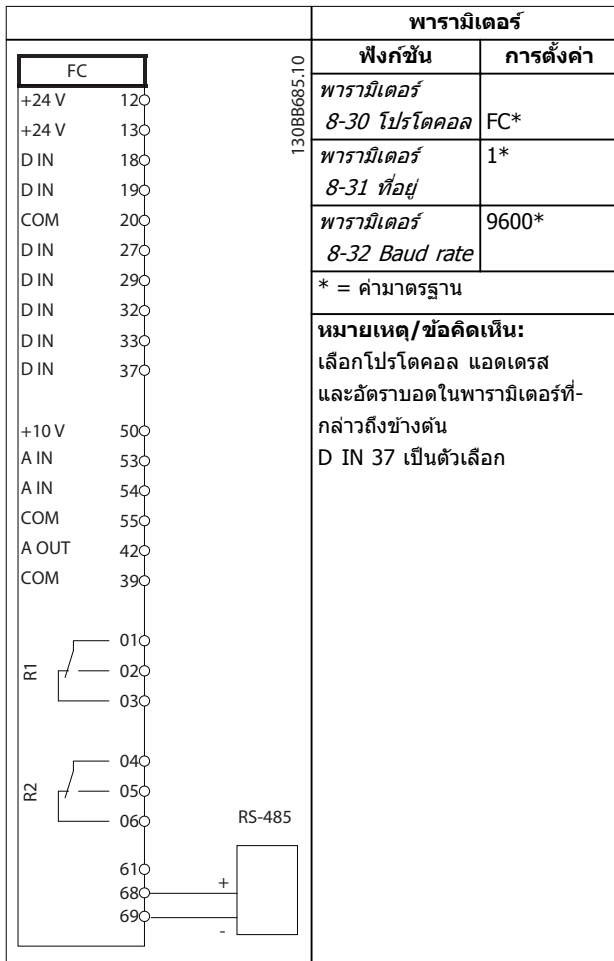 FC
130BB685.10
+24 V 12
+24 V 13
D IN 18
D IN 19
COM 20
D IN 27
D IN 29
D IN 32
D IN 33
D IN 37
+10 V 50
A IN 53
A IN 54
COM 55
A OUT 42
COM 39
R1
01
02
03
R2
04
05
06
RS-485
61
68 +
69 -
พารามิเตอร์
ฟังก์ชัน การตั้งค่า
พารามิเตอร์
8-30 โปรโตคอล FC*
พารามิเตอร์ 1*
8-31 ที่อยู่
พารามิเตอร์ 9600*
8-32 Baud rate
* = ค่ามาตรฐาน
หมายเหตุ/ข้อคิดเห็น:
เลือกโปรโตคอล แอดเดรส
และอัตราบอดในพารามิเตอร์ที่-
กล่าวถึงข้างต้น
D IN 37 เป็นตัวเลือก